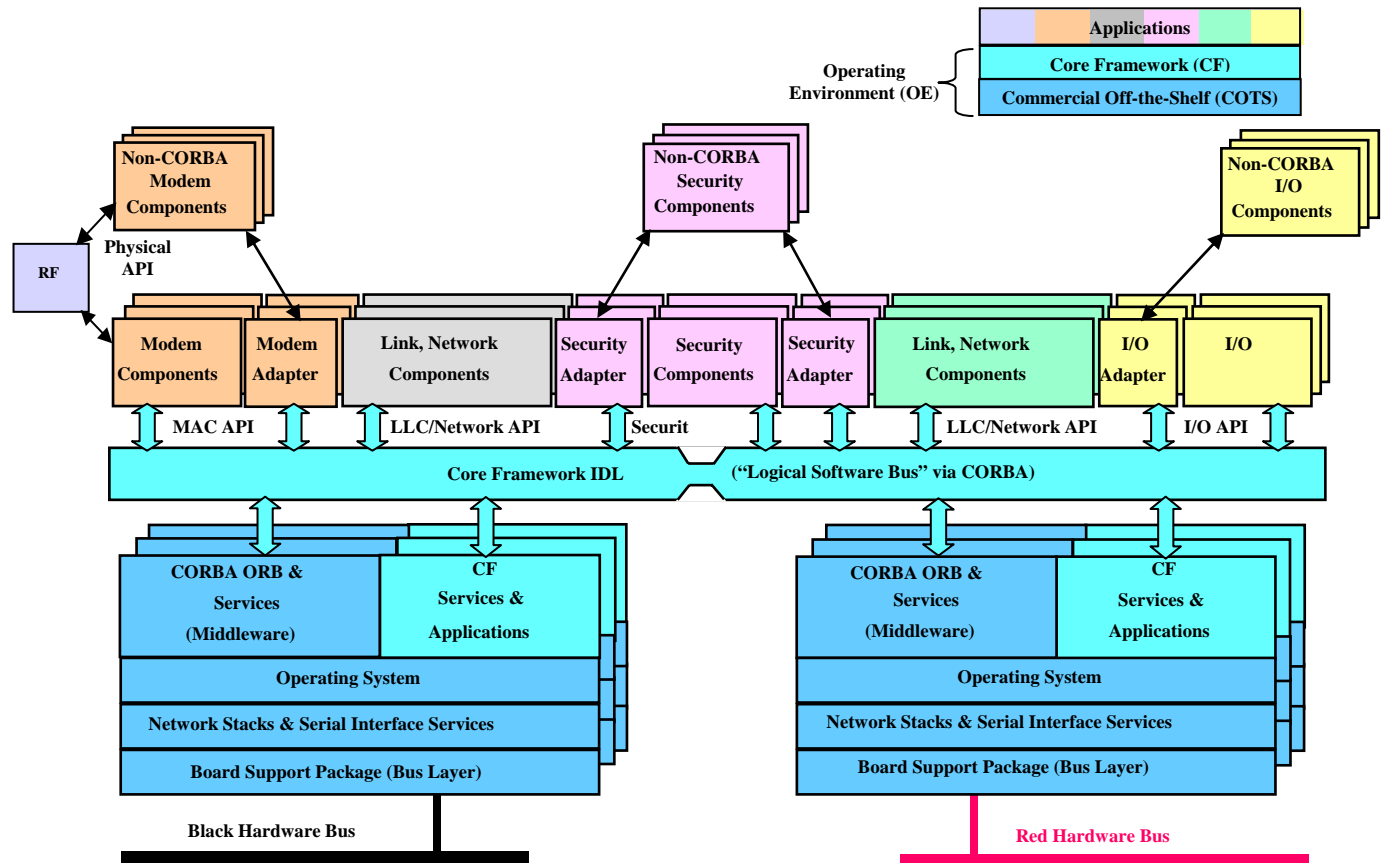 Applications
Operating
Environment (OE)
Core Framework (CF)
Commercial Off-the-Shelf (COTS)
Non-CORBA
Modem
Components
Non-CORBA
Security
Components
Non-CORBA
I/O
Components
RF
Physical
API
Modem
Components
Modem
Adapter
Link, Network
Components
Security
Adapter
Security
Components
Security
Adapter
Link, Network
Components
I/O
Adapter
I/O
MAC API
LLC/Network API
Securit
LLC/Network API
I/O API
Core Framework IDL
(“Logical Software Bus” via CORBA)
CORBA ORB &
Services
(Middleware)
CF
Services &
Applications
Operating System
Network Stacks & Serial Interface Services
Board Support Package (Bus Layer)
Black Hardware Bus
CORBA ORB &
Services
(Middleware)
CF
Services &
Applications
Operating System
Network Stacks & Serial Interface Services
Board Support Package (Bus Layer)
Red Hardware Bus